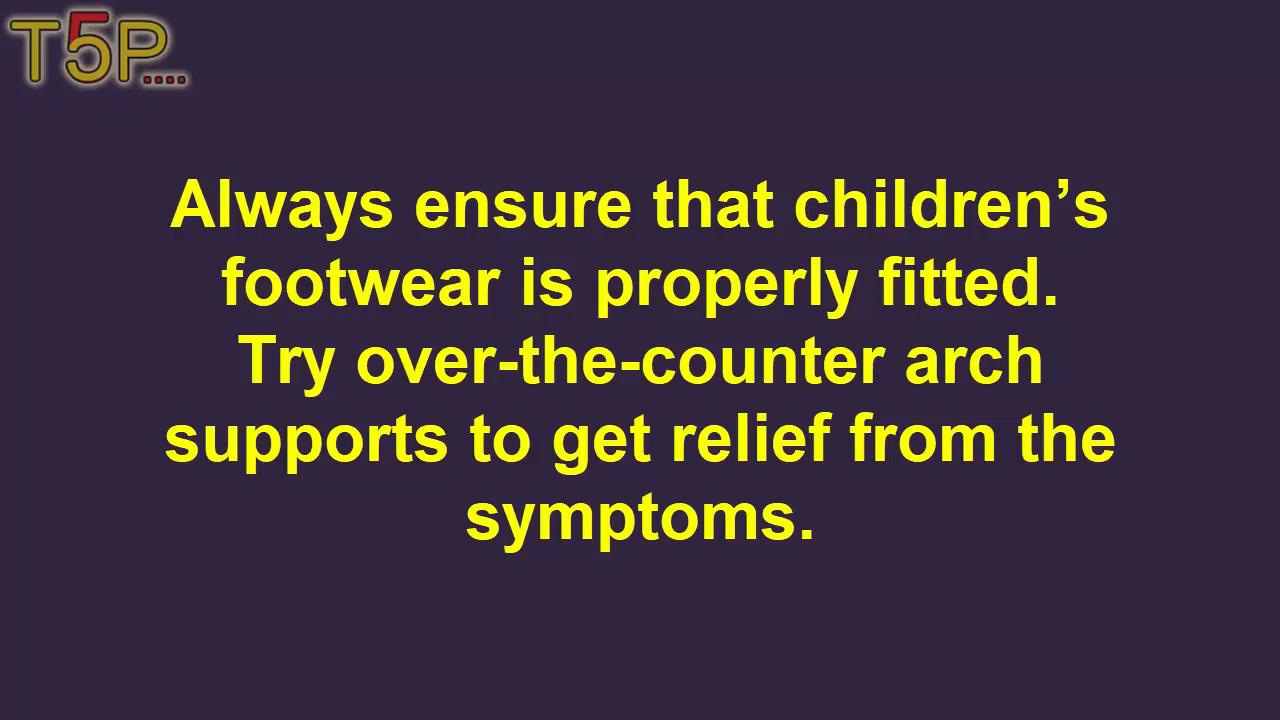 T5P....
Always ensure that children’s
footwear is properly fitted.
Try over-the-counter arch
supports to get relief from the
symptoms.